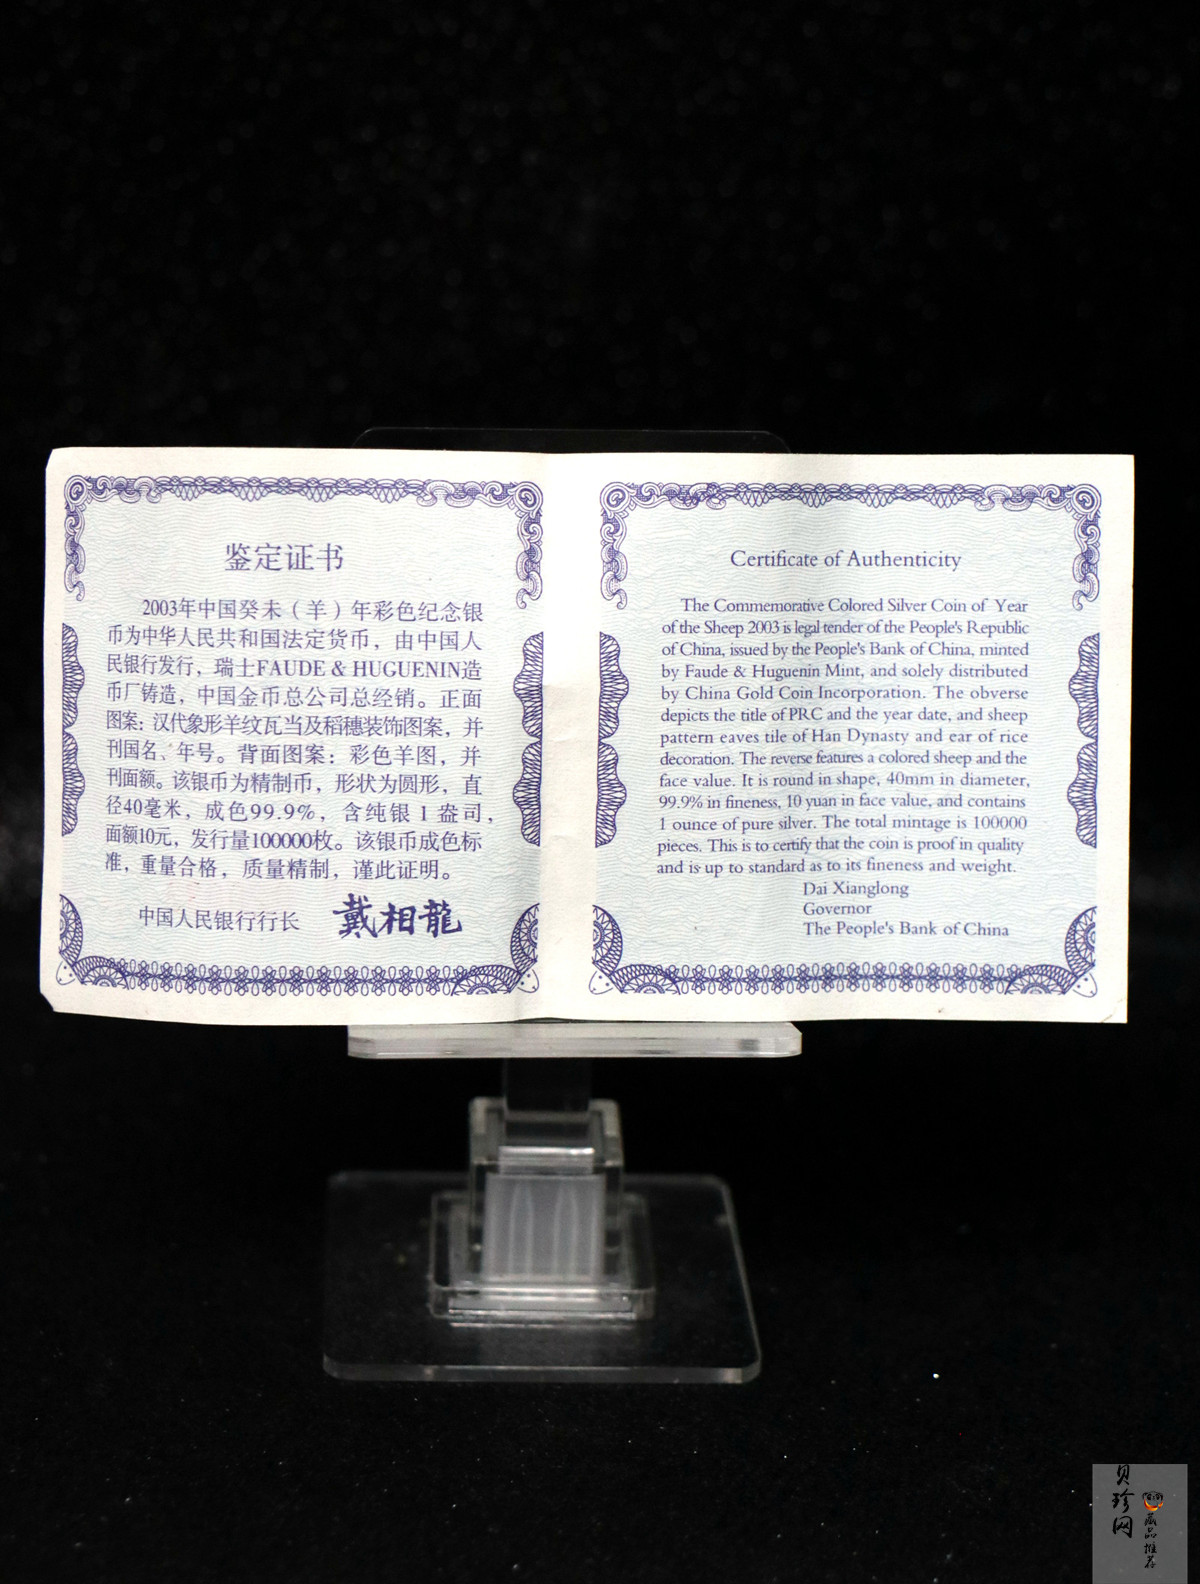 鉴定证书
2003年中国癸未（羊）年彩色纪念银
币为中华人民共和国法定货币，由中国人
民银行发行，瑞士FAUDE & HUGUENIN造
币厂铸造，中国金币总公司总经销。正面
图案：汉代象形羊纹瓦当及稻穗装饰图案，并
刊国名、年号。背面图案：彩色羊图，并
刊面额。该银币为精制币，形状为圆形，直
径40毫米，成色99.9%，含纯银1盎司，
面额10元，发行量100000枚。该银币成色标
准，重量合格，质量精制，谨此证明。
中国人民银行行长 戴相龍
Certificate of Authenticity
The Commemorative Colored Silver Coin of Year
of the Sheep 2003 is legal tender of the People's Republic
of China, issued by the People's Bank of China, minted
by Faude & Huguenin Mint, and solely distributed
by China Gold Coin Incorporation. The obverse
depicts the title of PRC and the year date, and sheep
pattern eaves tile of Han Dynasty and ear of rice
decoration. The reverse features a colored sheep and the
face value. It is round in shape, 40mm in diameter,
99.9% in fineness, 10 yuan in face value, and contains
1 ounce of pure silver. The total mintage is 100000
pieces. This is to certify that the coin is proof in quality
and is up to standard as to its fineness and weight.
Dai Xianglong
Governor
The People's Bank of China
贝珍网
藏品推荐